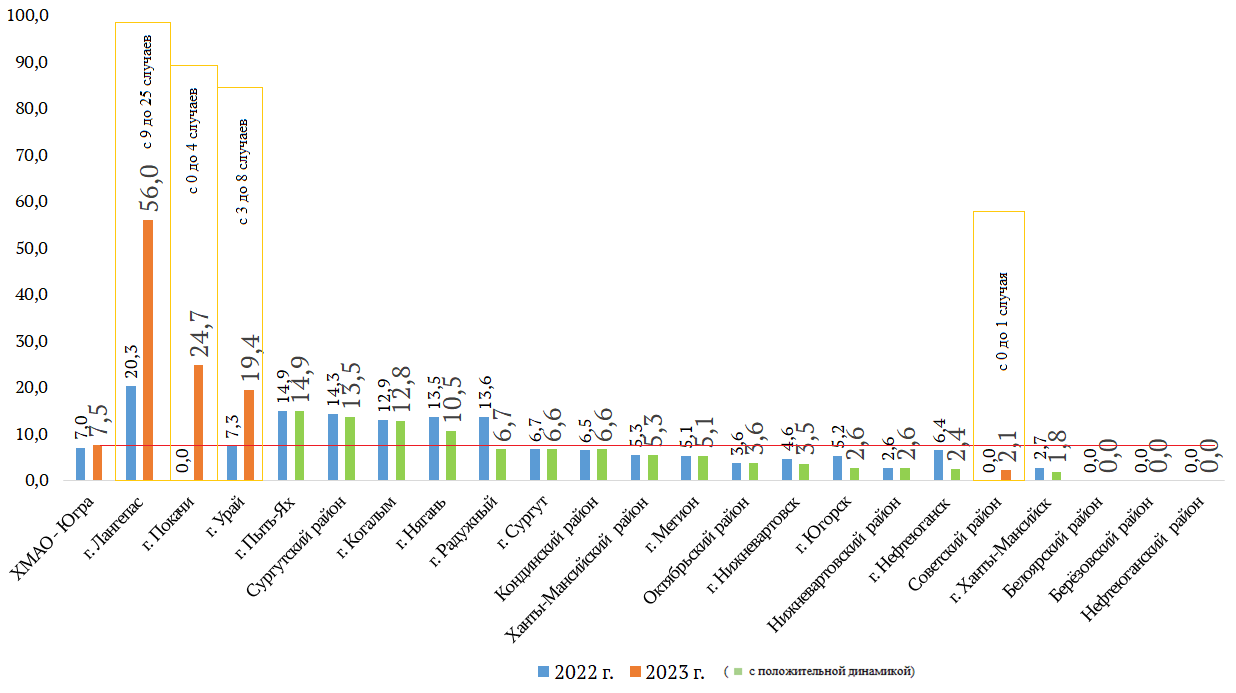 100,0
90,0
80,0
70,0
60,0
50,0
40,0
30,0
20,0
10,0
0,0
с 9 до 25 случаев
с 0 до 4 случаев
с 3 до 8 случаев
с 0 до 1 случая
7,0
7,5
20,3
56,0
0,0
24,7
7,3
19,4
14,9
14,9
14,3
13,5
12,9
12,8
13,5
10,5
13,6
6,7
6,7
6,6
6,5
6,6
5,3
5,3
5,1
5,1
3,6
3,6
4,6
3,5
5,2
2,6
2,6
2,6
6,4
2,4
0,0
2,1
2,7
1,8
0,0
0,0
0,0
0,0
0,0
0,0
ХМАО - Югра
г. Лангепас
г. Покачи
г. Урай
г. Пыть-Ях
Сургутский район
г. Когалым
г. Нягань
г. Радужный
г. Сургут
Кондинский район
Ханты-Мансийский район
г. Мегион
Октябрьский район
г. Нижневартовск
г. Югорск
Нижневартовский район
г. Нефтеюганск
Советский район
г. Ханты-Мансийск
Белоярский район
Берёзовский район
Нефтеюганский район
2022 г. 2023 г. ( с положительной динамикой)